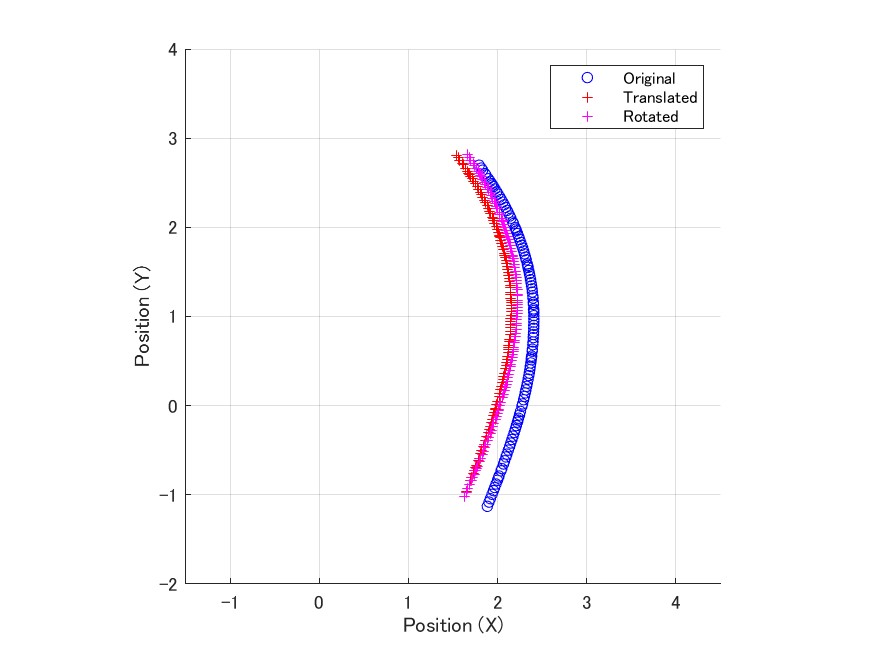 4
3
2
1
0
−1
−2
Position (Y)
Original
Translated
Rotated
−1
0
1
2
3
4
Position (X)